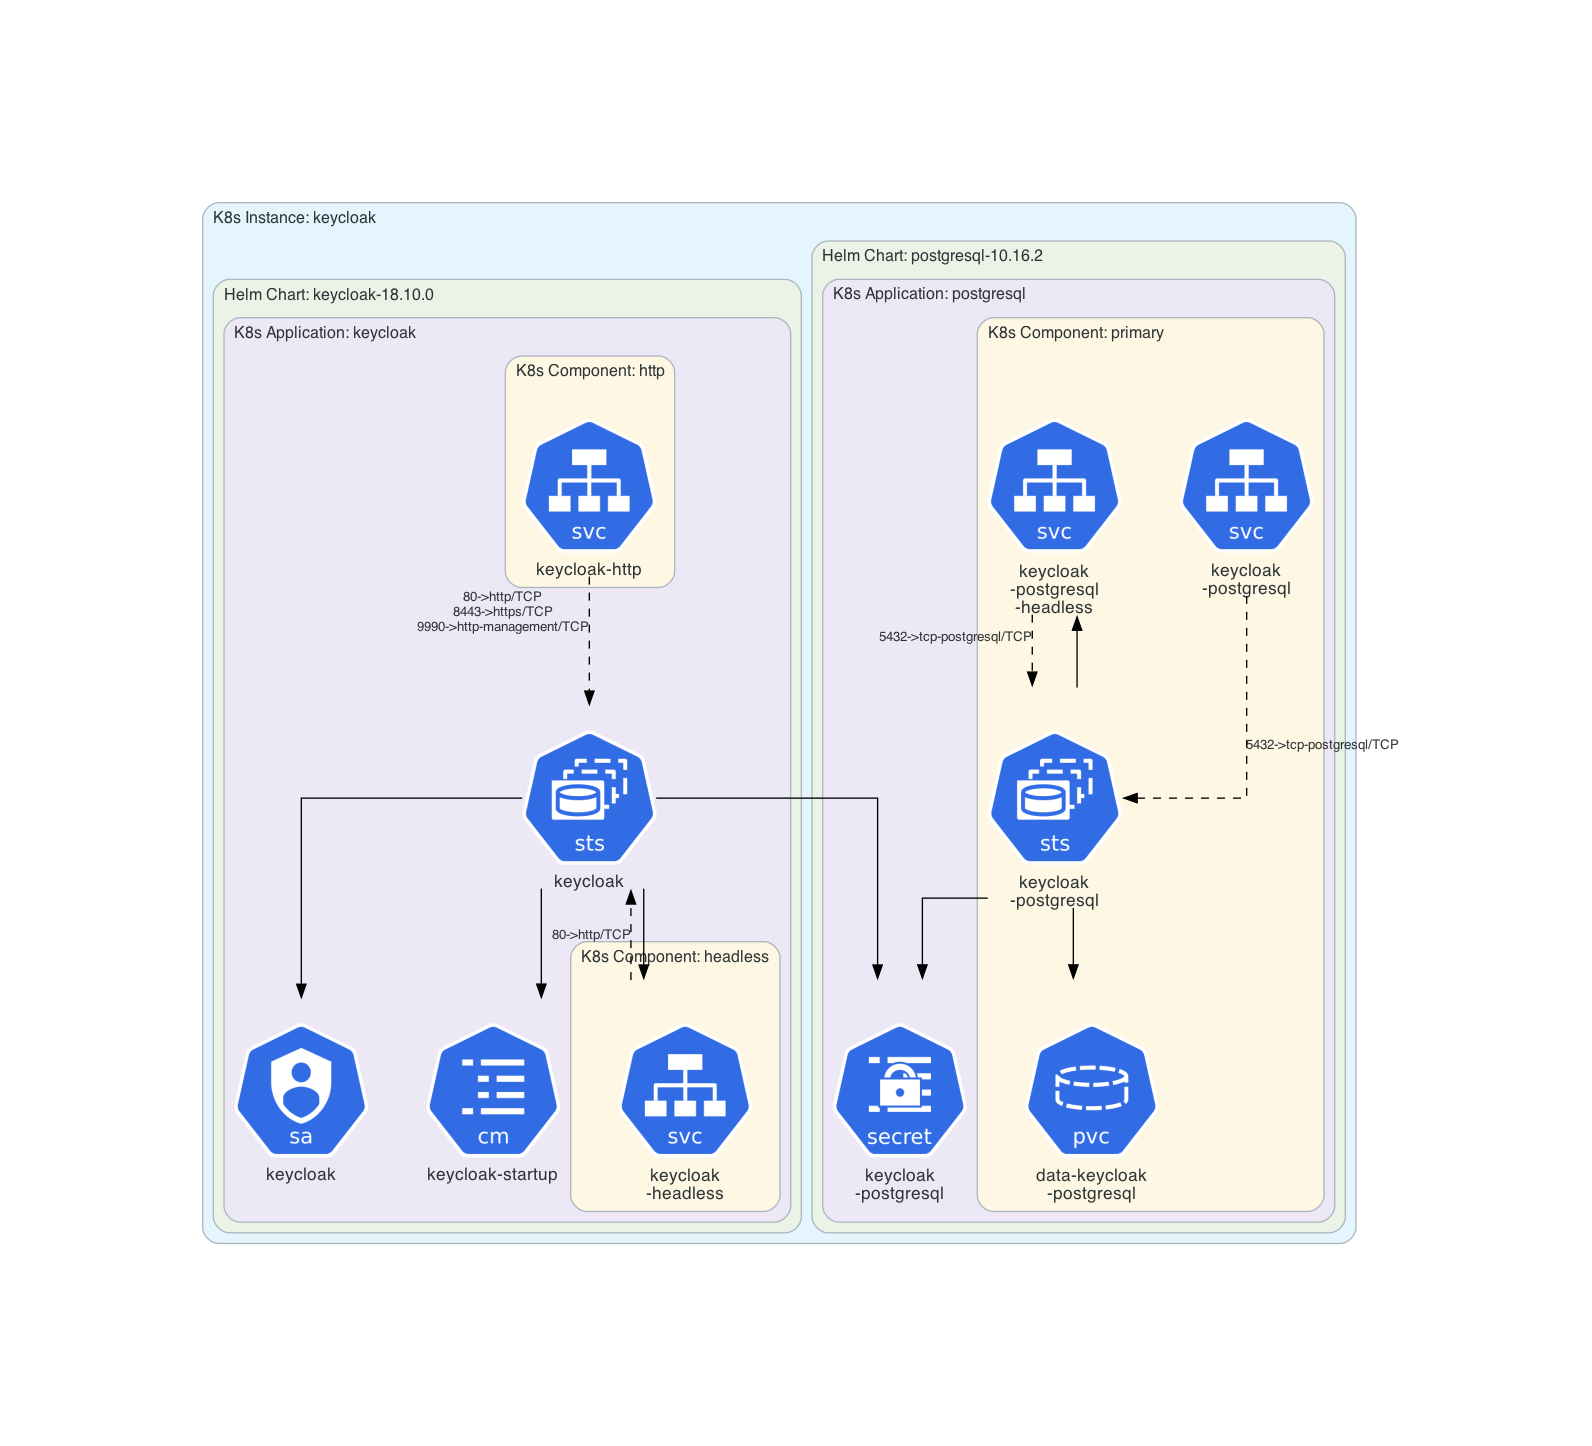 K8s Instance: keycloak
Helm Chart: keycloak-18.10.0
K8s Application: keycloak
K8s Component: http
svc
keycloak-http
80->http/TCP
8443->https/TCP
9990->http-management/TCP
sts
keycloak
80->http/TCP
K8s Component: headless
sa
keycloak
cm
keycloak-startup
svc
keycloak
-headless
Helm Chart: postgresql-10.16.2
K8s Application: postgresql
K8s Component: primary
svc
keycloak
-postgresql
-headless
svc
keycloak
-postgresql
5432->tcp-postgresql/TCP
5432->tcp-postgresql/TCP
sts
keycloak
-postgresql
secret
keycloak
-postgresql
pvc
data-keycloak
-postgresql